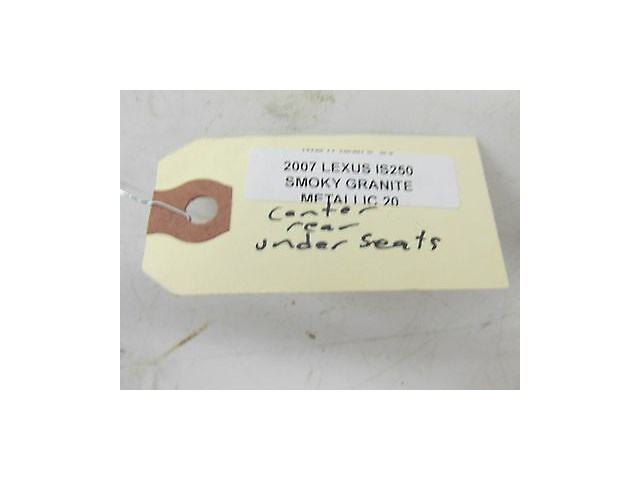 2007 LEXUS IS250
SMOKY GRANITE
METALLIC 20
center
rear
under seats